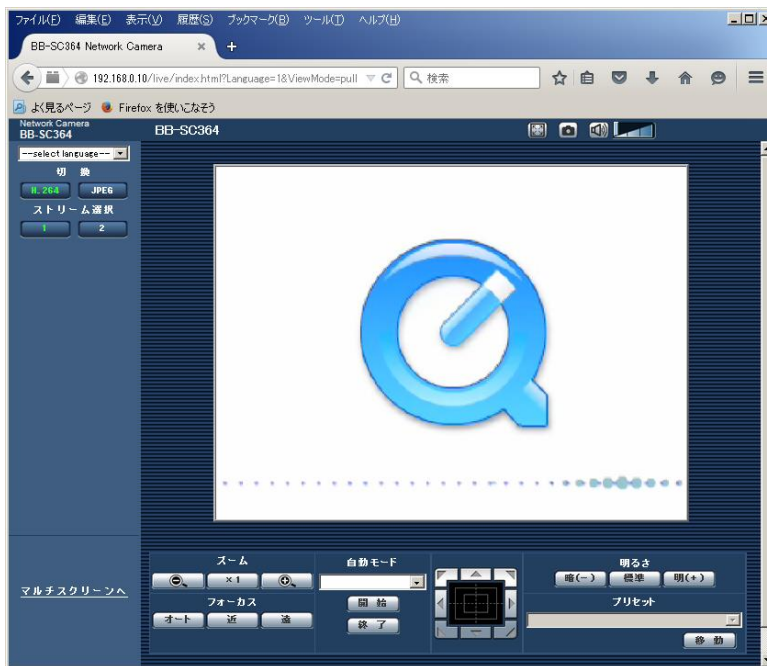 ファイル(F) 編集(E) 表示(V) 履歴(S) ブックマーク(B) ツール(T) ヘルプ(H)
BB-SC364 Network Camera
192.168.0.10/live/index.html?Language=1&ViewMode=pull
検索
よく見るページ Firefox を使いこなそう
Network Camera
BB-SC364
BB-SC364
--select language--
切 換
H.264 JPEG
ストリーム選択
1 2
マルチスクリーンへ
ズーム
×1
フォーカス
オート 近 遠
自動モード
開 始
終 了
明るさ
暗(-) 標準 明(+)
プリセット
移 動